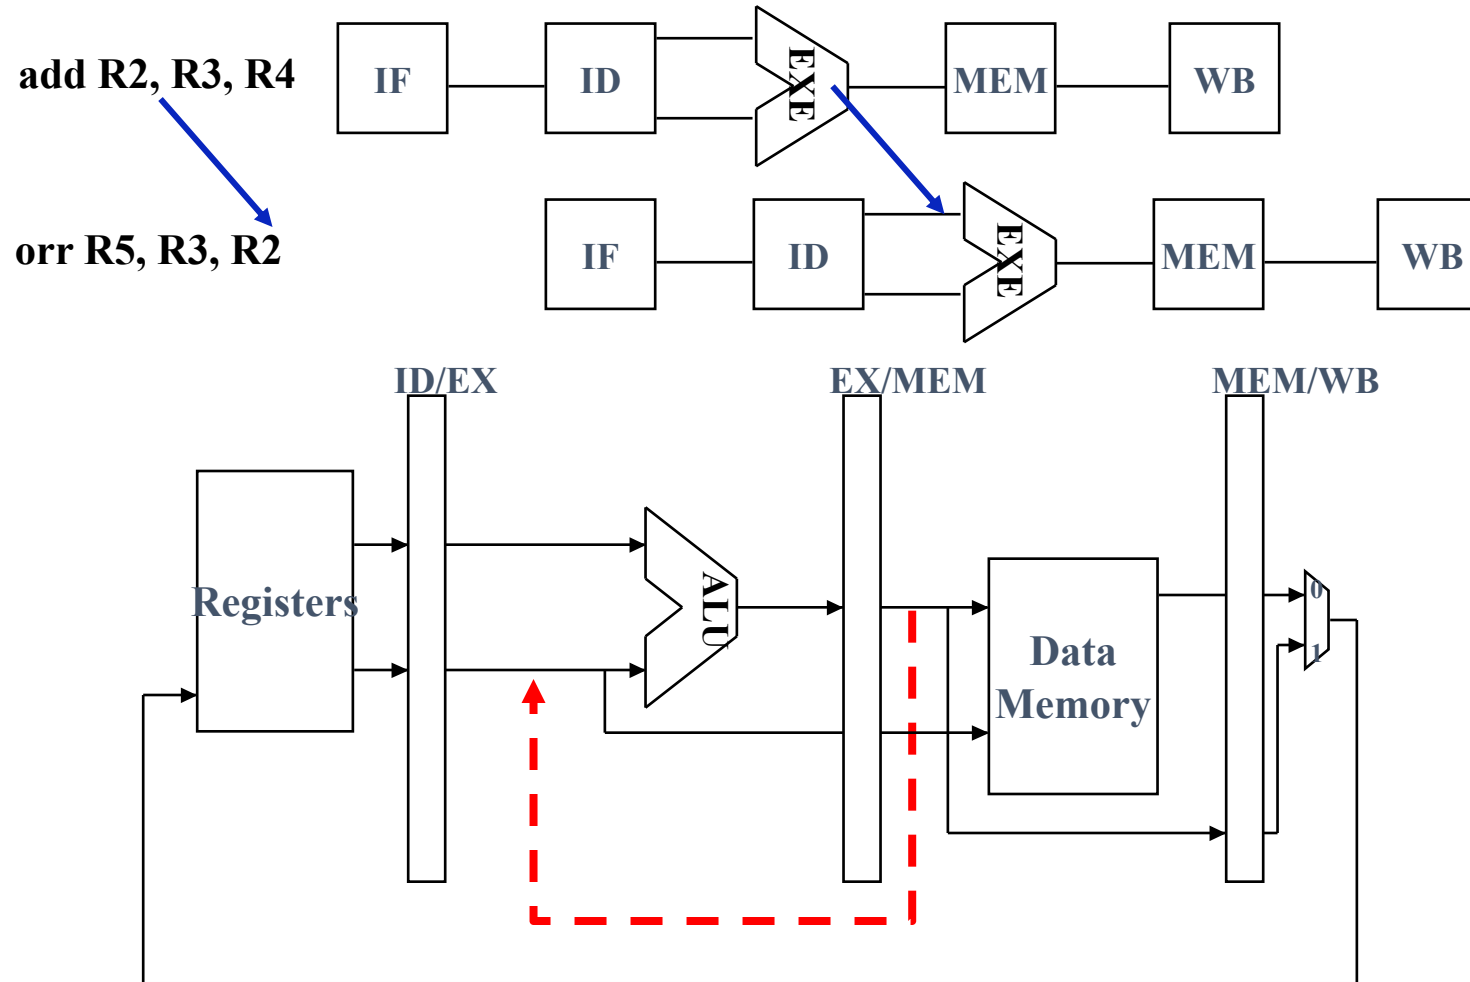 add R2, R3, R4
IF
ID
EXE
MEM
WB
orr R5, R3, R2
IF
ID
EXE
MEM
WB
ID/EX
EX/MEM
MEM/WB
Registers
ALU
Data
Memory
0
1